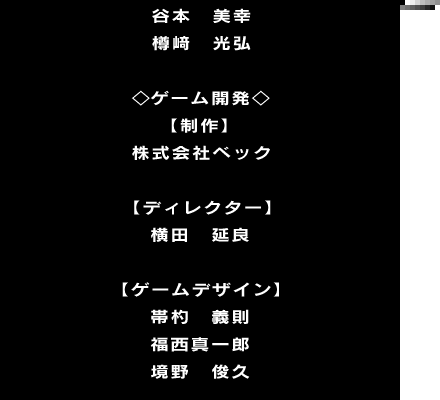 谷本　美幸
樽﨑　光弘
◇ゲーム開発◇
【制作】
株式会社ベック
【ディレクター】
横田　延良
【ゲームデザイン】
帯杓　義則
福西真一郎
境野　俊久